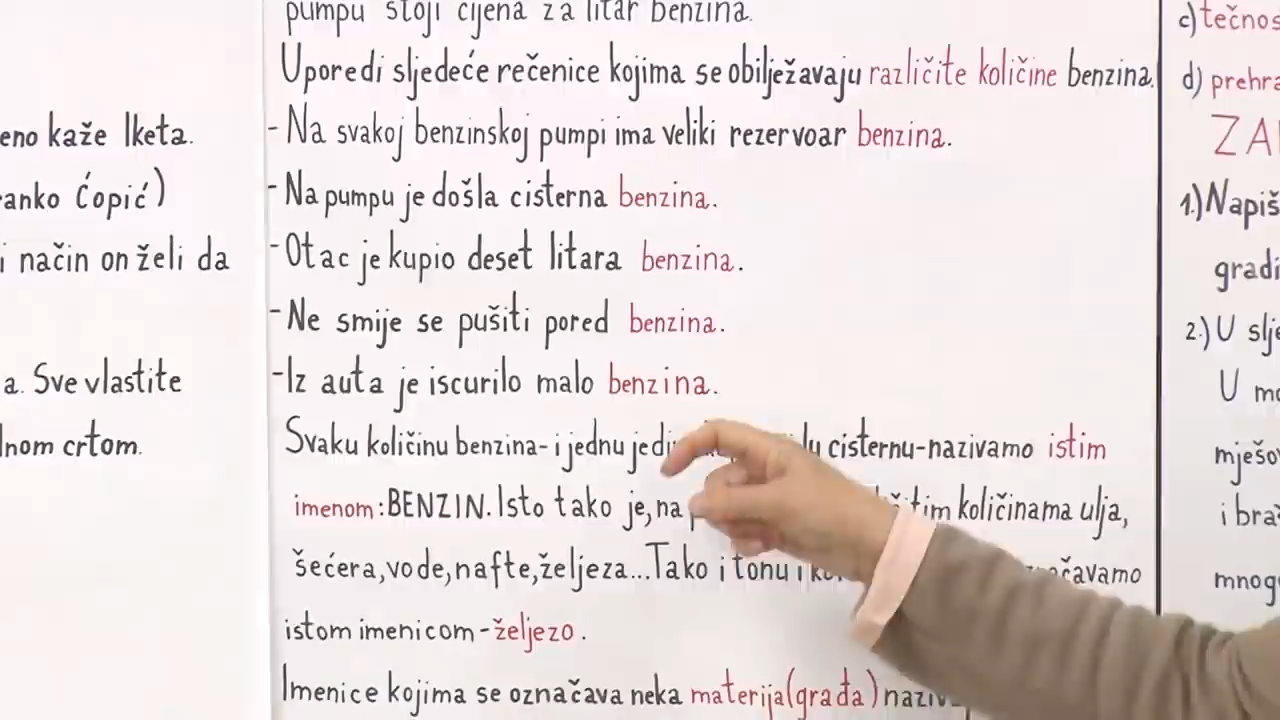 eno kaže Iketa.
anko Ćopić)
i način on želi da
a. Sve vlastite
dnom crtom.
pumpu stoji cijena za litar benzina.
Uporedi sljedeće rečenice kojima se obilježavaju različite količine benzina.
- Na svakoj benzinskoj pumpi ima veliki rezervoar benzina.
- Na pumpu je došla cisterna benzina.
- Otac je kupio deset litara benzina.
- Ne smije se pušiti pored benzina.
- Iz auta je iscurilo malo benzina.
Svaku količinu benzina - i jednu cisternu - nazivamo istim
imenom: BENZIN. Isto tako je, na količinama ulja,
šećera, vode, nafte, željeza... Tako i tonu i
istom imenicom - željezo.
Imenice kojima se označava neka materija (građa)
c) tečnos
d) prehra
ZA
1.) Napiš
gradi
2.) U slje
U mo
mješov
i bra
mnog